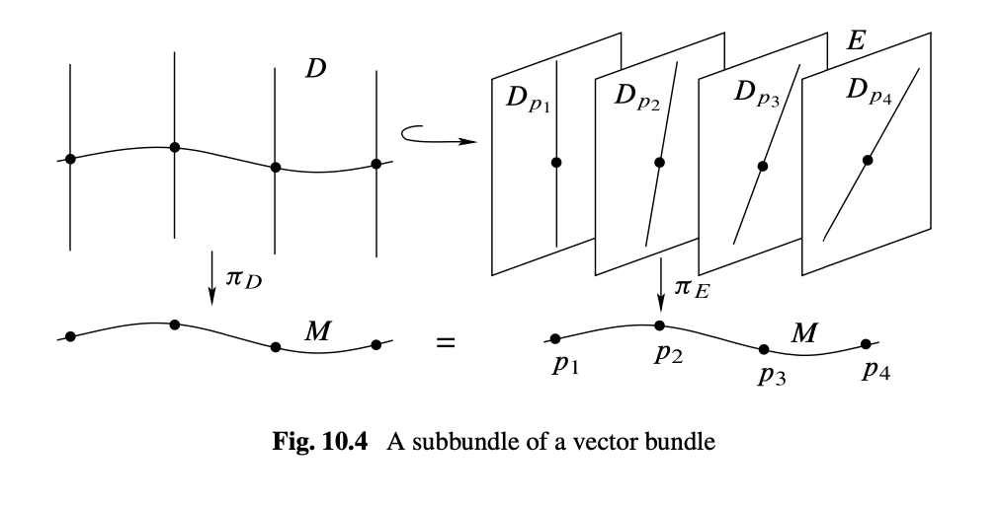 D
E
D_{p_1} D_{p_2} D_{p_3} D_{p_4}
π_D
π_E
M = M
p_1 p_2 p_3 p_4
Fig. 10.4 A subbundle of a vector bundle